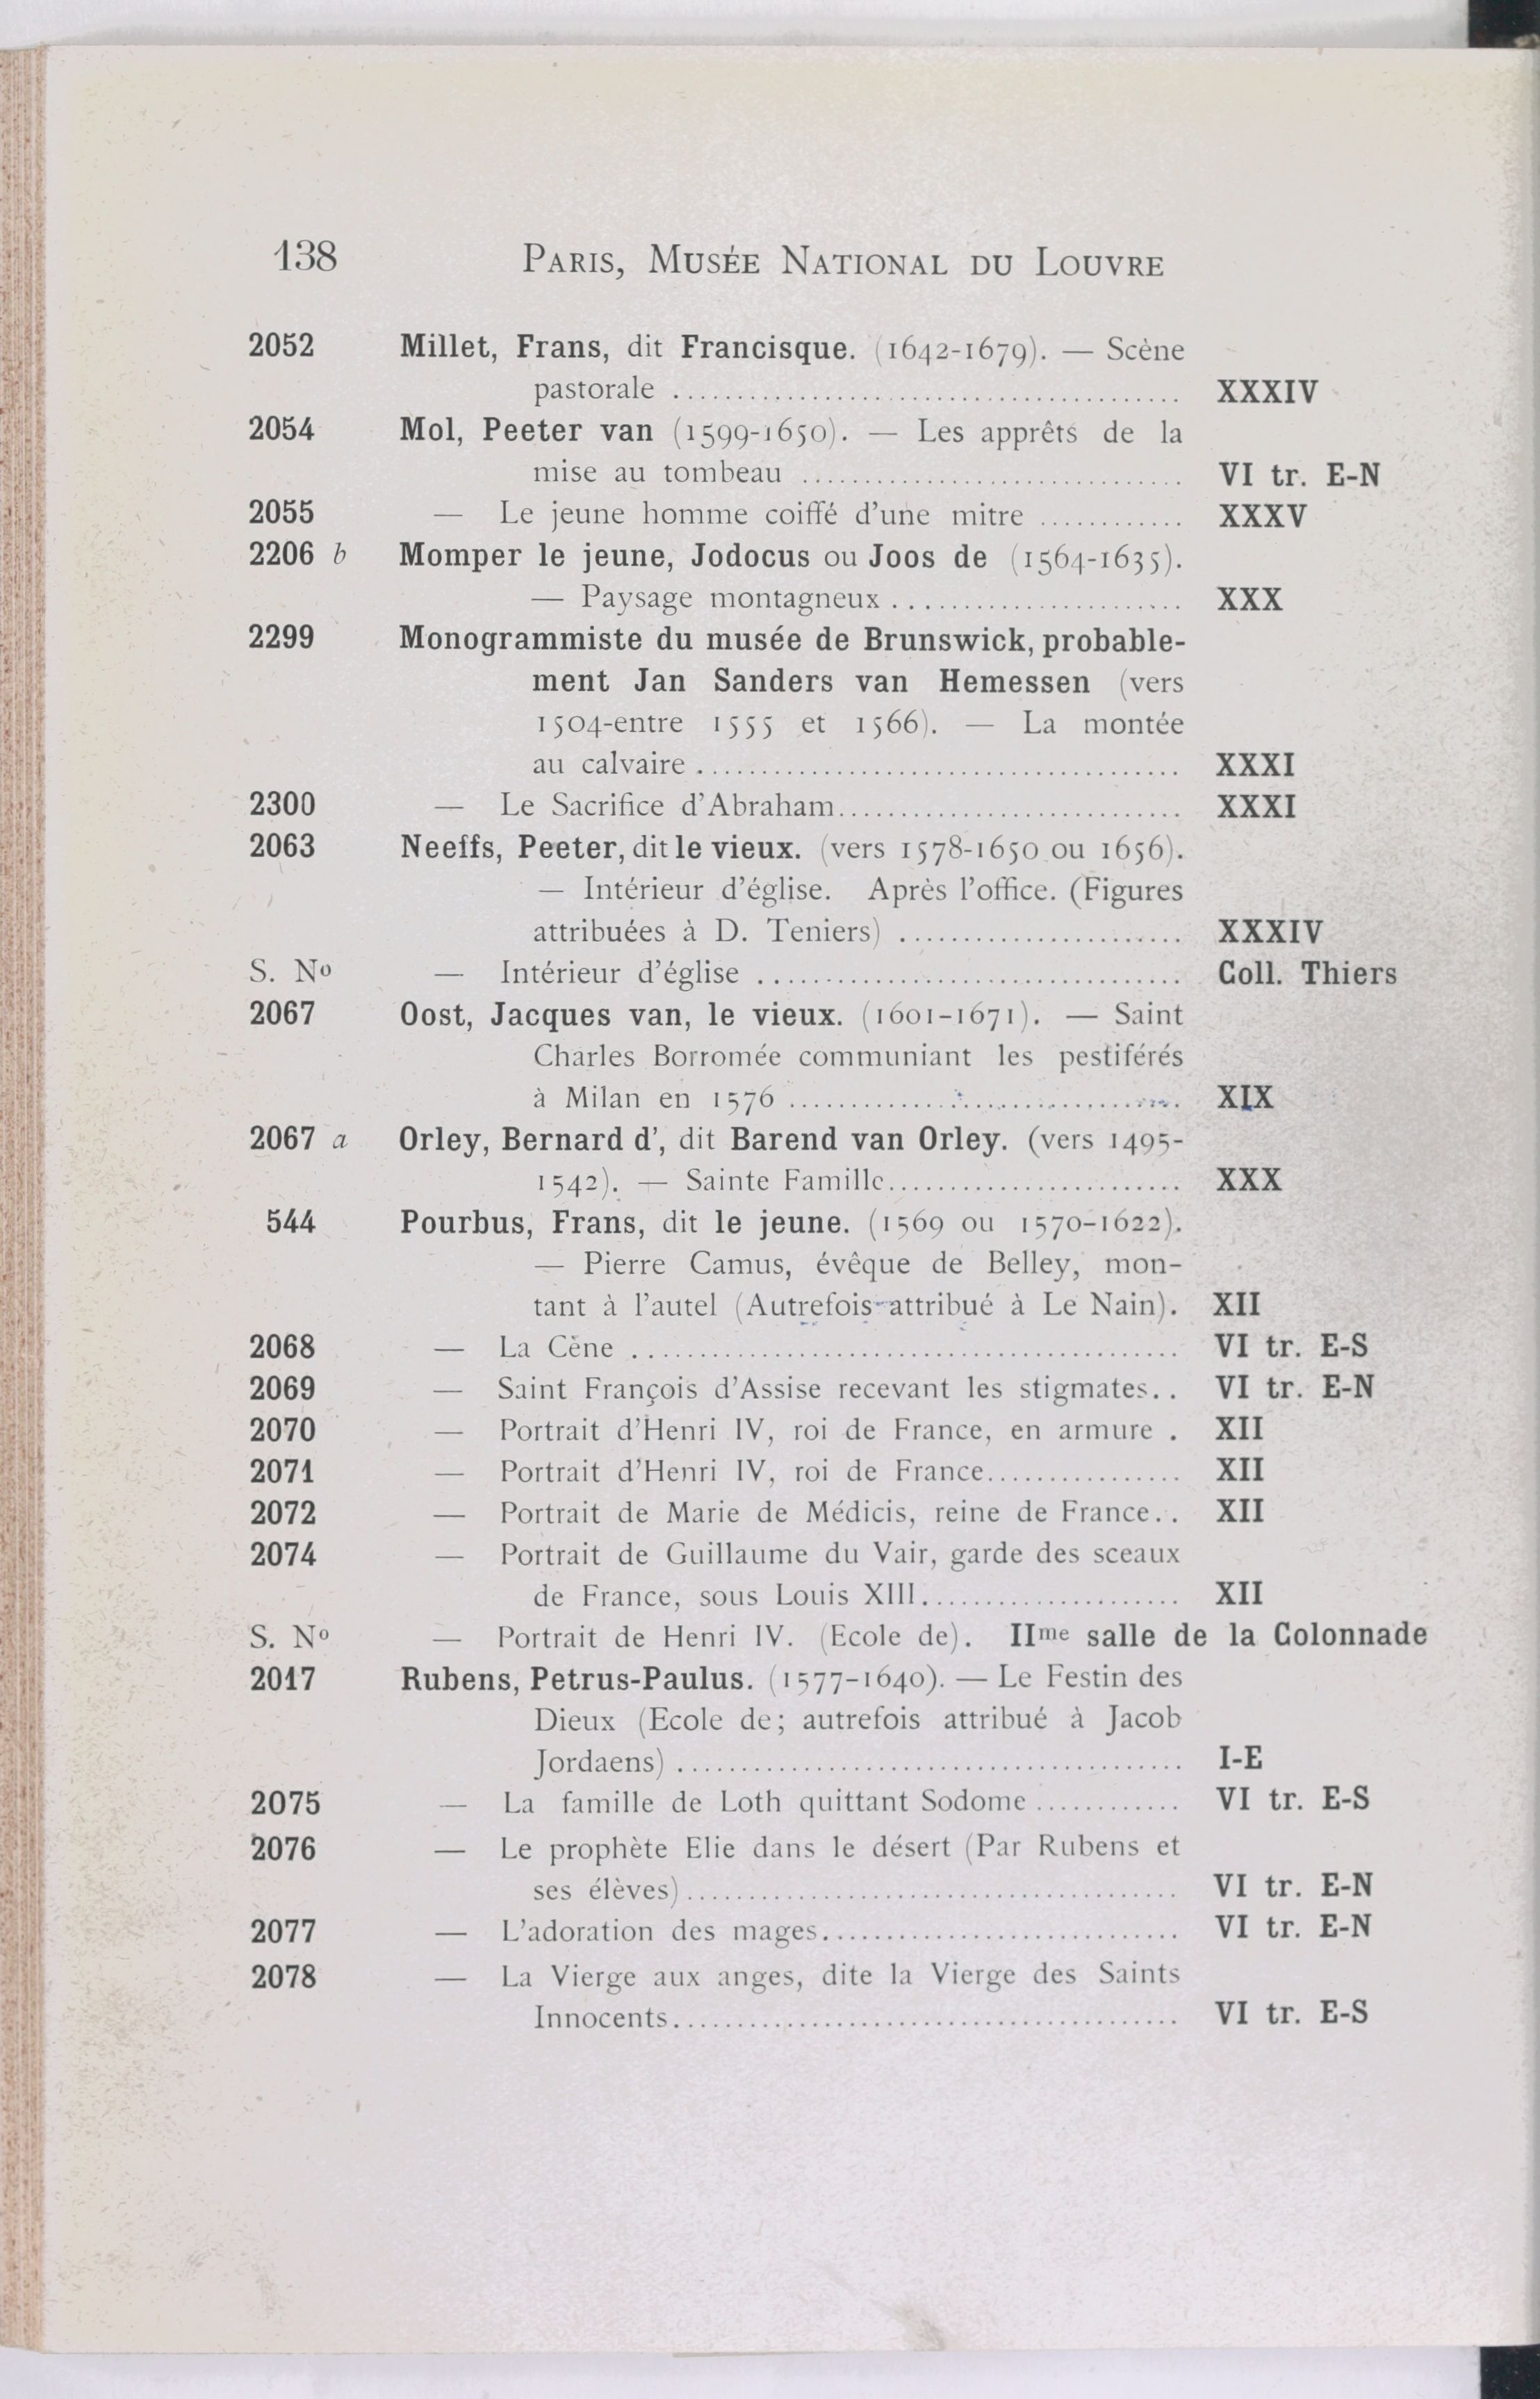 138 PARIS, MUSÉE NATIONAL DU LOUVRE
2052 Millet, Frans, dit Francisque. (1642-1679). — Scène
pastorale ........................................ XXXIV
2054 Mol, Peeter van (1599-1650). — Les apprêts de la
mise au tombeau .............................. VI tr. E-N
2055 — Le jeune homme coiffé d'une mitre ............ XXXV
2206 b Momper le jeune, Jodocus ou Joos de (1564-1635).
— Paysage montagneux ....................... XXX
2299 Monogrammiste du musée de Brunswick, probable-
ment Jan Sanders van Hemessen (vers
1504-entre 1555 et 1566). — La montée
au calvaire ...................................... XXXI
2300 — Le Sacrifice d'Abraham........................... XXXI
2063 Neeffs, Peeter, dit le vieux. (vers 1578-1650 ou 1656).
— Intérieur d'église. Après l'office. (Figures
attribuées à D. Teniers) ....................... XXXIV
S. No — Intérieur d'église .................................. Coll. Thiers
2067 Oost, Jacques van, le vieux. (1601-1671). — Saint
Charles Borromée communiant les pestiférés
à Milan en 1576 ............................... XIX
2067 a Orley, Bernard d', dit Barend van Orley. (vers 1495-
1542). — Sainte Famille....................... XXX
544 Pourbus, Frans, dit le jeune. (1569 ou 1570-1622).
— Pierre Camus, évêque de Belley, mon-
tant à l'autel (Autrefois attribué à Le Nain). XII
2068 — La Cène ........................................... VI tr. E-S
2069 — Saint François d'Assise recevant les stigmates.. VI tr. E-N
2070 — Portrait d'Henri IV, roi de France, en armure . XII
2071 — Portrait d'Henri IV, roi de France................ XII
2072 — Portrait de Marie de Médicis, reine de France.. XII
2074 — Portrait de Guillaume du Vair, garde des sceaux
de France, sous Louis XIII.................... XII
S. No — Portrait de Henri IV. (Ecole de). IIme salle de la Colonnade
2017 Rubens, Petrus-Paulus. (1577-1640). — Le Festin des
Dieux (Ecole de; autrefois attribué à Jacob
Jordaens) ........................................ I-E
2075 — La famille de Loth quittant Sodome ............ VI tr. E-S
2076 — Le prophète Elie dans le désert (Par Rubens et
ses élèves)....................................... VI tr. E-N
2077 — L'adoration des mages............................ VI tr. E-N
2078 — La Vierge aux anges, dite la Vierge des Saints
Innocents........................................ VI tr. E-S